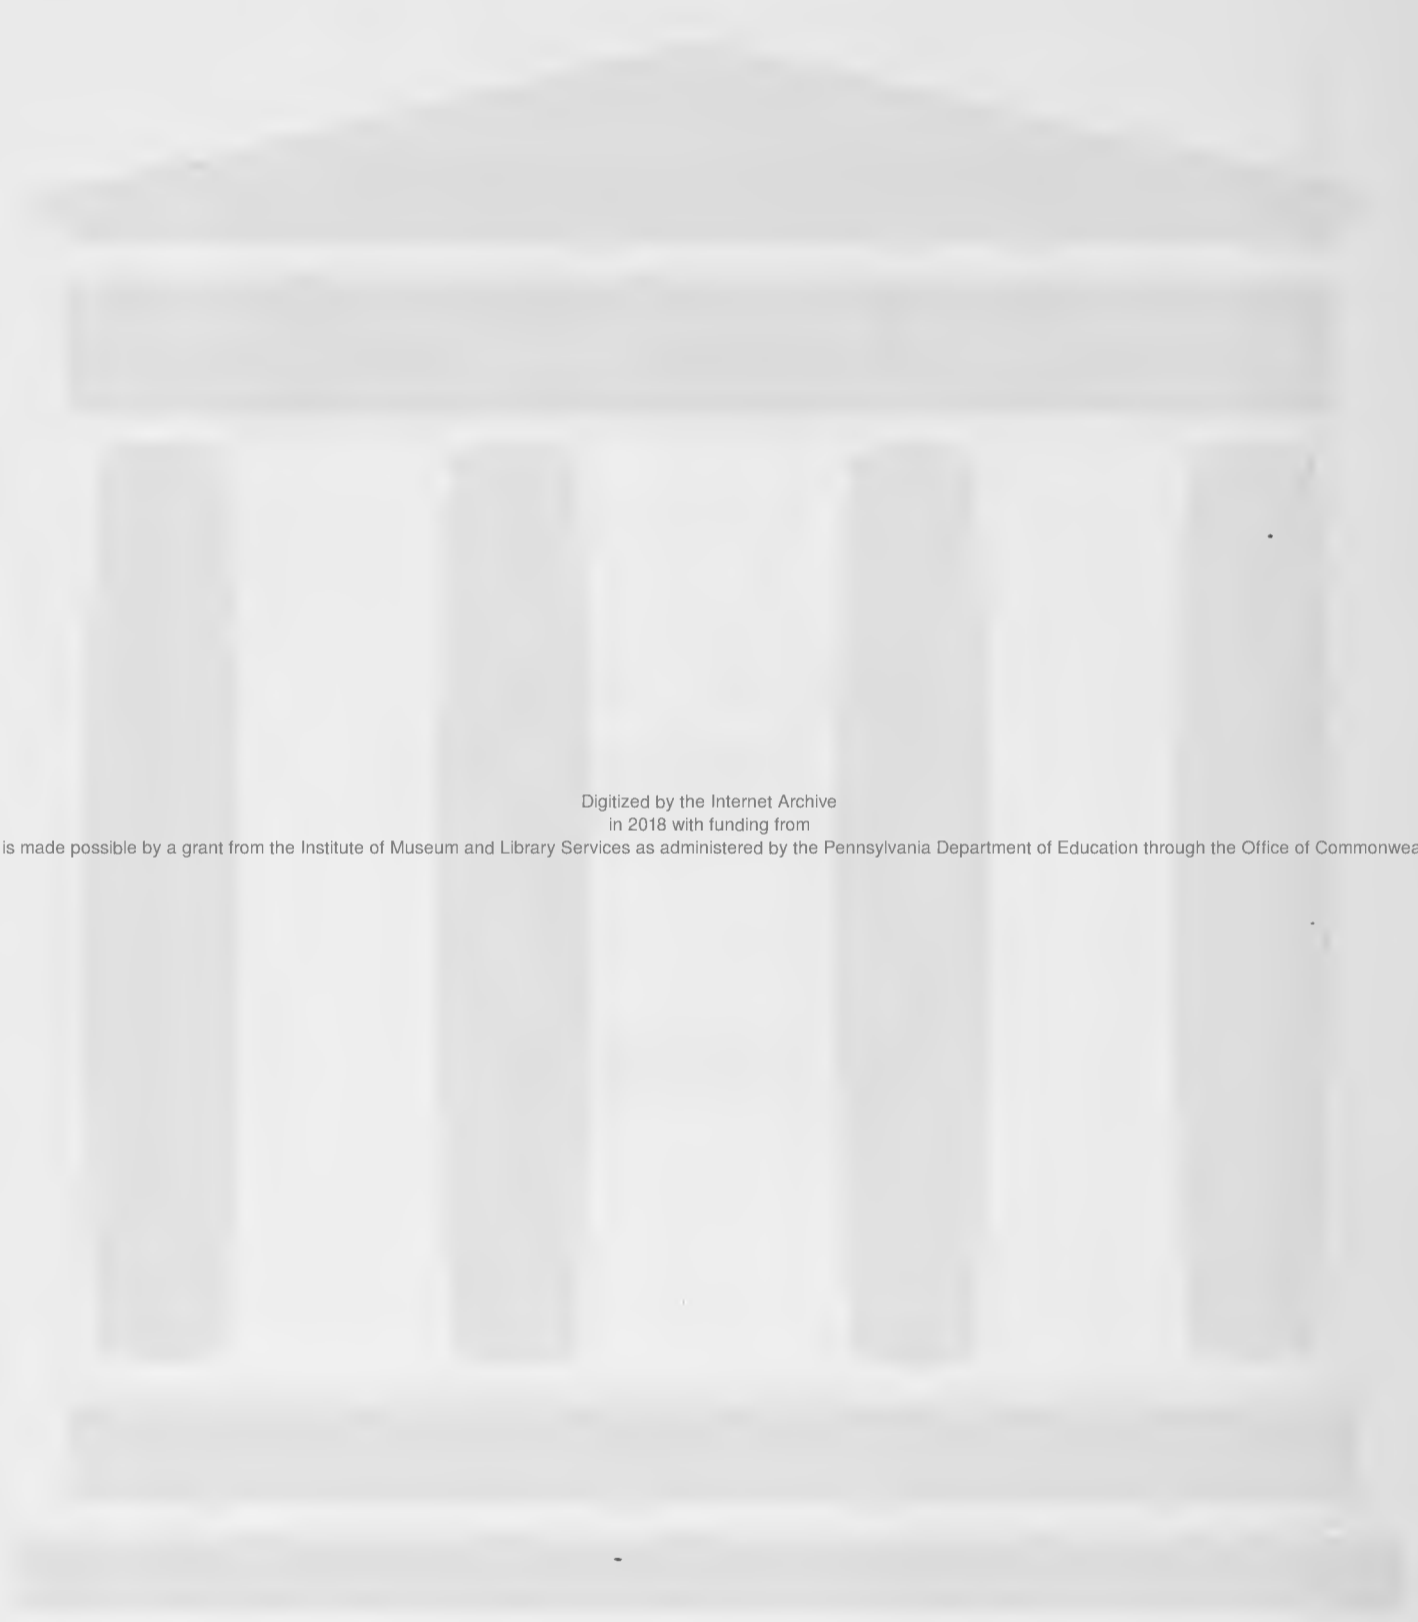 Digitized by the Internet Archive
in 2018 with funding from
is made possible by a grant from the Institute of Museum and Library Services as administered by the Pennsylvania Department of Education through the Office of